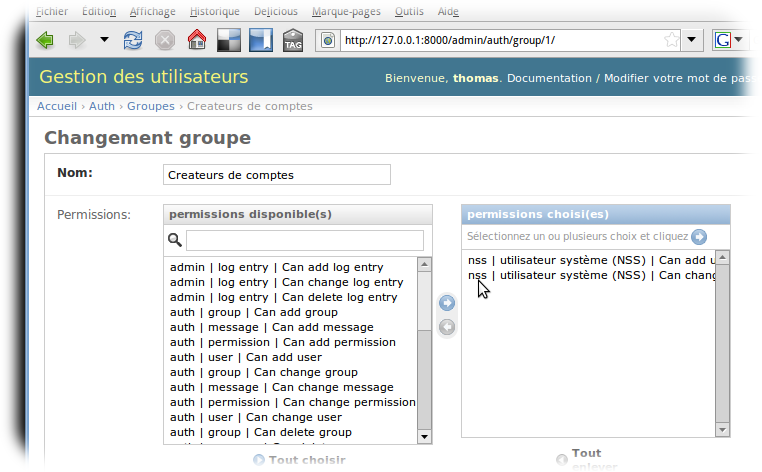 Fichier Édition Affichage Historique Delicious Marque-pages Outils Aide
TAG http://127.0.0.1:8000/admin/auth/group/1/ G
Gestion des utilisateurs Bienvenue, thomas. Documentation / Modifier votre mot de pas
Accueil › Auth › Groupes › Createurs de comptes
Changement groupe
Nom: Createurs de comptes
Permissions: permissions disponible(s) permissions choisi(es)
Sélectionnez un ou plusieurs choix et cliquez
admin | log entry | Can add log entry
admin | log entry | Can change log entry
admin | log entry | Can delete log entry
auth | group | Can add group
auth | message | Can add message
auth | permission | Can add permission
auth | user | Can add user
auth | group | Can change group
auth | message | Can change message
auth | permission | Can change permission
auth | user | Can change user
auth | group | Can delete group
nss | utilisateur système (NSS) | Can add u
nss | utilisateur système (NSS) | Can chang
Tout choisir
Tout
enlever